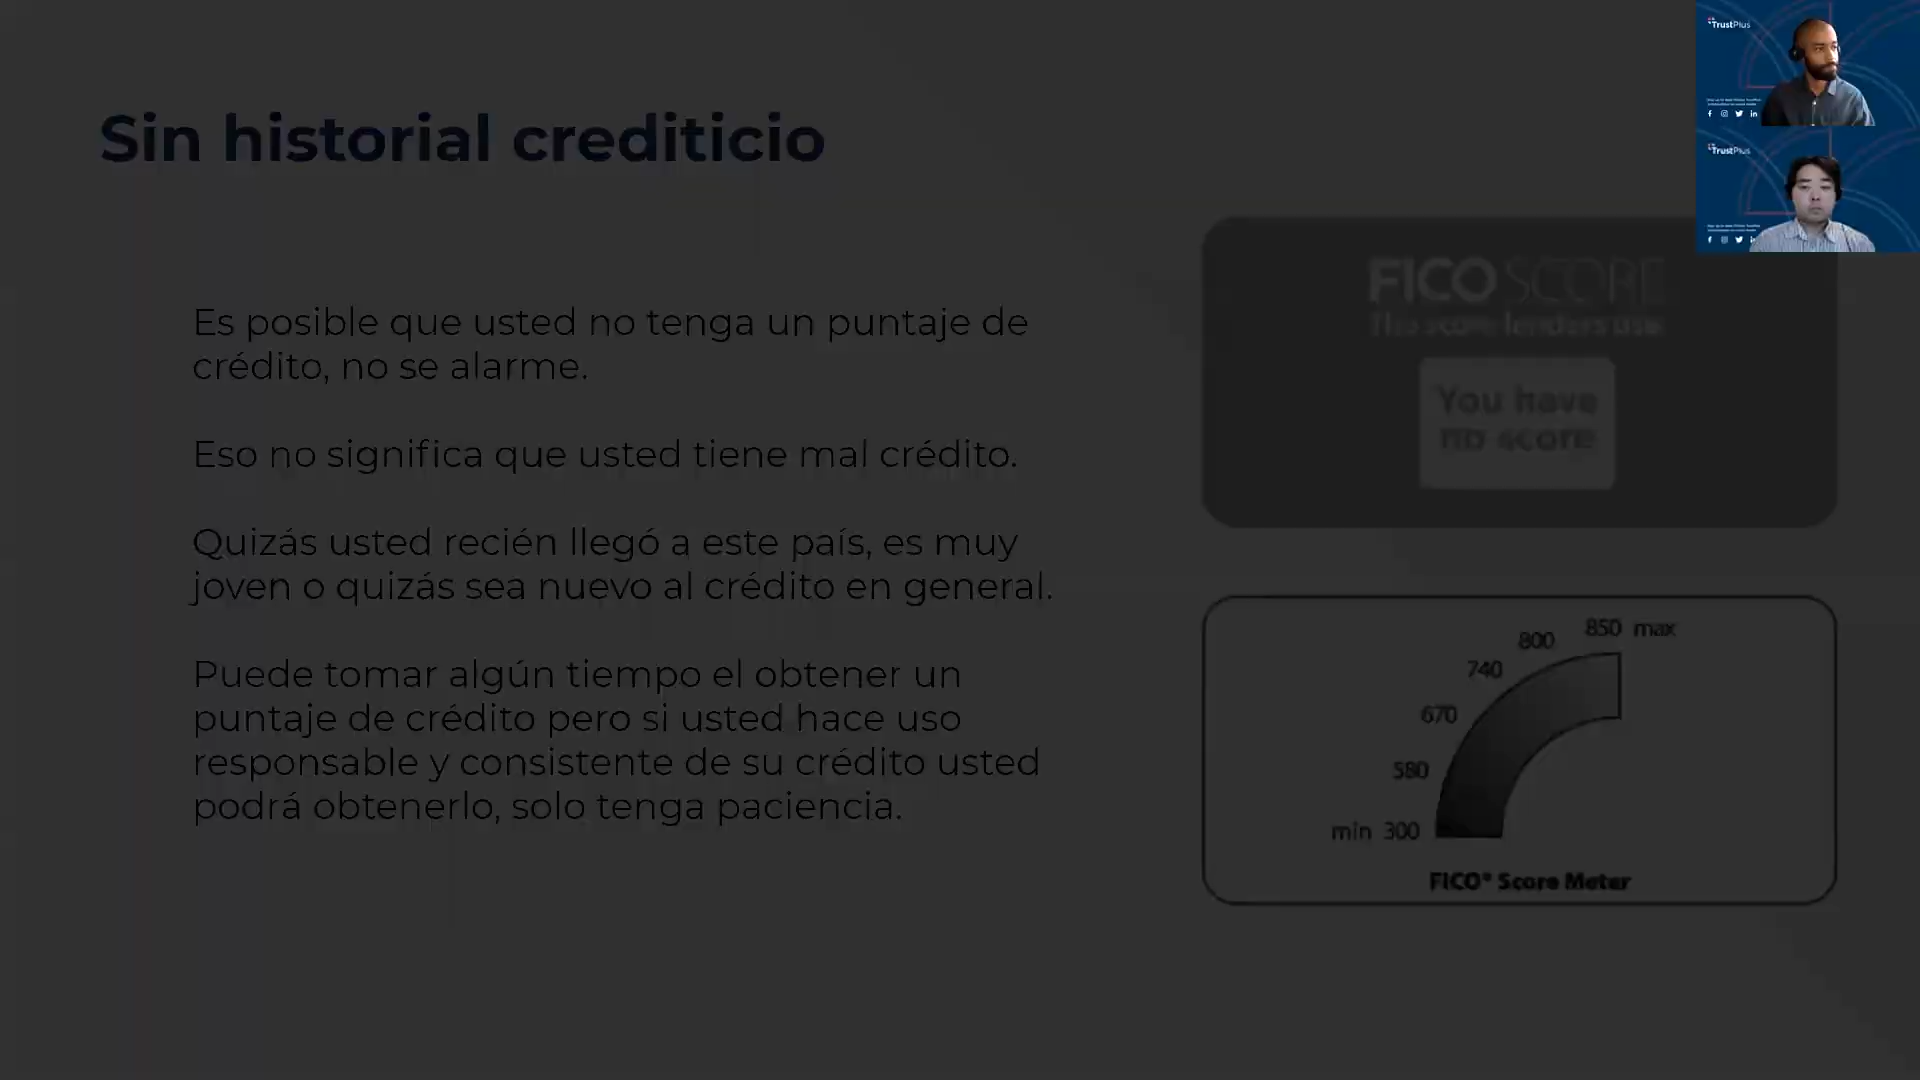 Sin historial crediticio
Es posible que usted no tenga un puntaje de
crédito, no se alarme.
Eso no significa que usted tiene mal crédito.
Quizás usted recién llegó a este país, es muy
joven o quizás sea nuevo al crédito en general.
Puede tomar algún tiempo el obtener un
puntaje de crédito pero si usted hace uso
responsable y consistente de su crédito usted
podrá obtenerlo, solo tenga paciencia.
FICO SCORE
The score lenders use
You have
no score
850 max
800
740
670
580
min 300
FICO® Score Meter
TrustPlus
TrustPlus